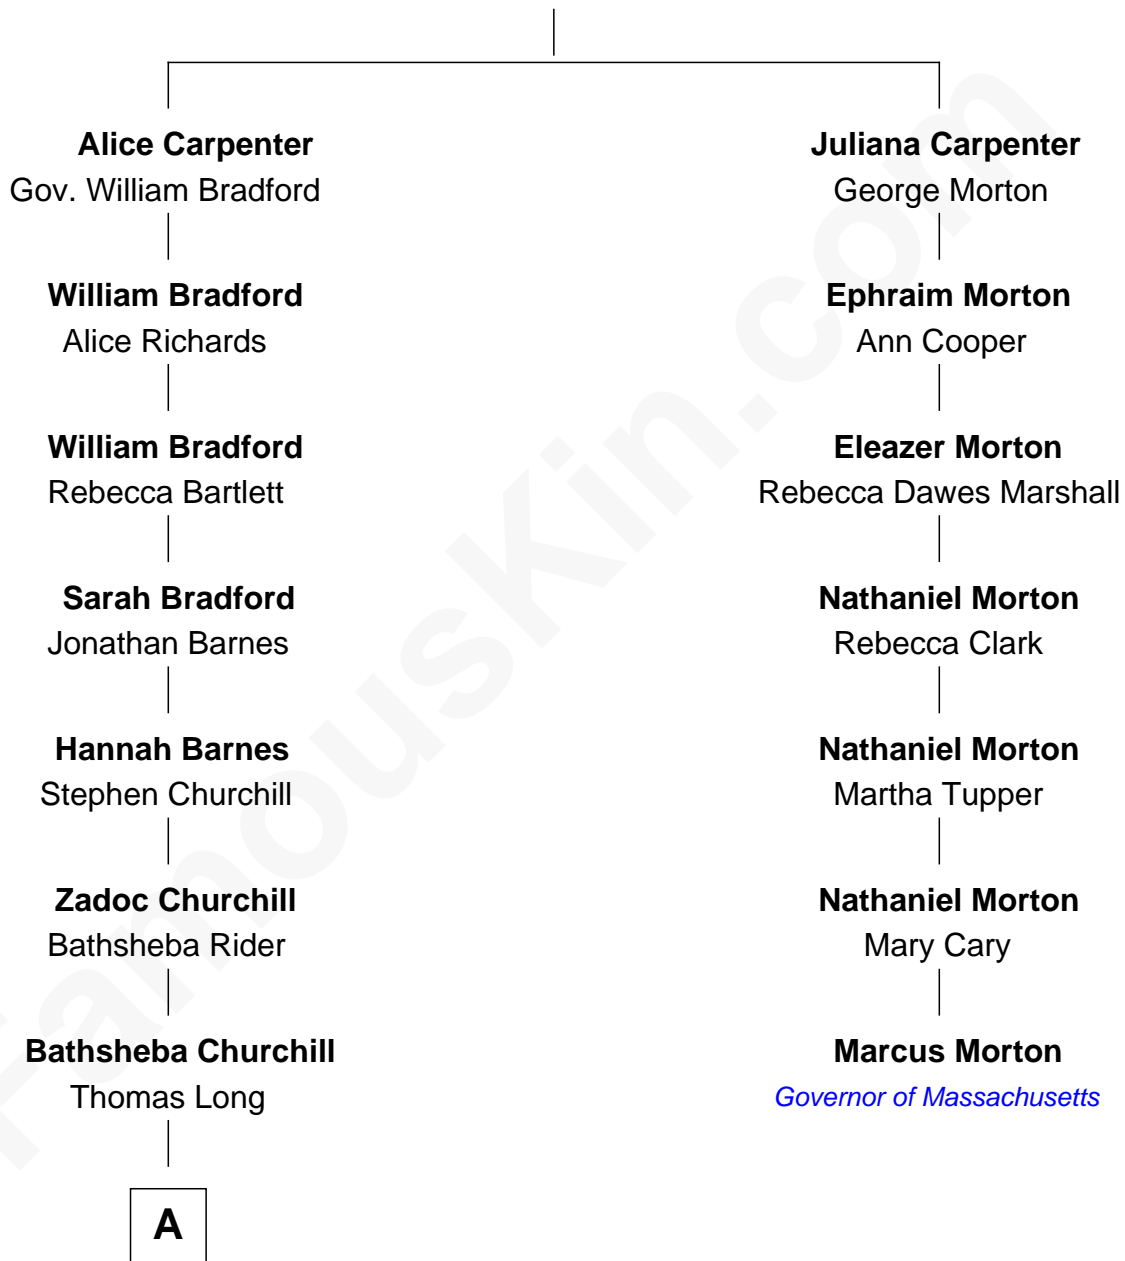 Alice Carpenter
Gov. William Bradford
William Bradford
Alice Richards
William Bradford
Rebecca Bartlett
Sarah Bradford
Jonathan Barnes
Hannah Barnes
Stephen Churchill
Zadoc Churchill
Bathsheba Rider
Bathsheba Churchill
Thomas Long
A
Juliana Carpenter
George Morton
Ephraim Morton
Ann Cooper
Eleazer Morton
Rebecca Dawes Marshall
Nathaniel Morton
Rebecca Clark
Nathaniel Morton
Martha Tupper
Nathaniel Morton
Mary Cary
Marcus Morton
Governor of Massachusetts
FamousKin.com